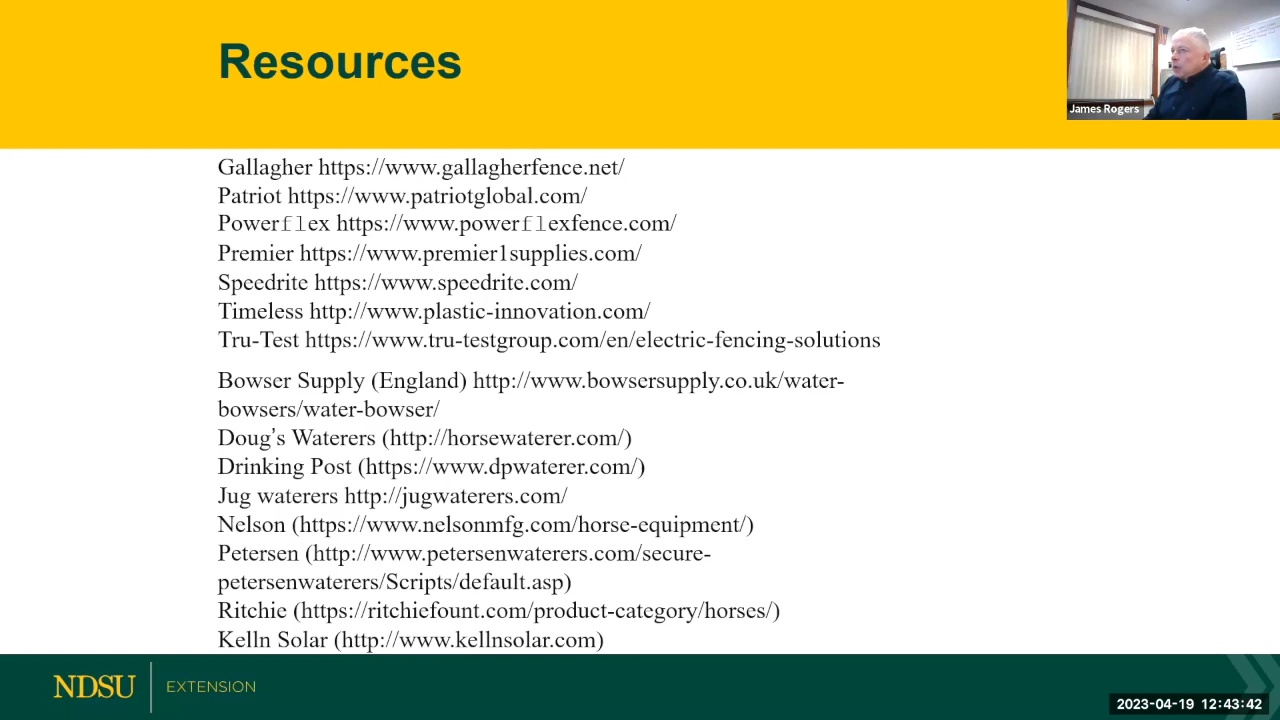 Resources
James Rogers
Gallagher https://www.gallagherfence.net/
Patriot https://www.patriotglobal.com/
Powerflex https://www.powerflexfence.com/
Premier https://www.premier1supplies.com/
Speedrite https://www.speedrite.com/
Timeless http://www.plastic-innovation.com/
Tru-Test https://www.tru-testgroup.com/en/electric-fencing-solutions
Bowser Supply (England) http://www.bowsersupply.co.uk/water-
bowsers/water-bowser/
Doug's Waterers (http://horsewaterer.com/)
Drinking Post (https://www.dpwaterer.com/)
Jug waterers http://jugwaterers.com/
Nelson (https://www.nelsonmfg.com/horse-equipment/)
Petersen (http://www.petersenwaterers.com/secure-
petersenwaterers/Scripts/default.asp)
Ritchie (https://ritchiefount.com/product-category/horses/)
Kelln Solar (http://www.kellnsolar.com)
NDSU EXTENSION
2023-04-19 12:43:42